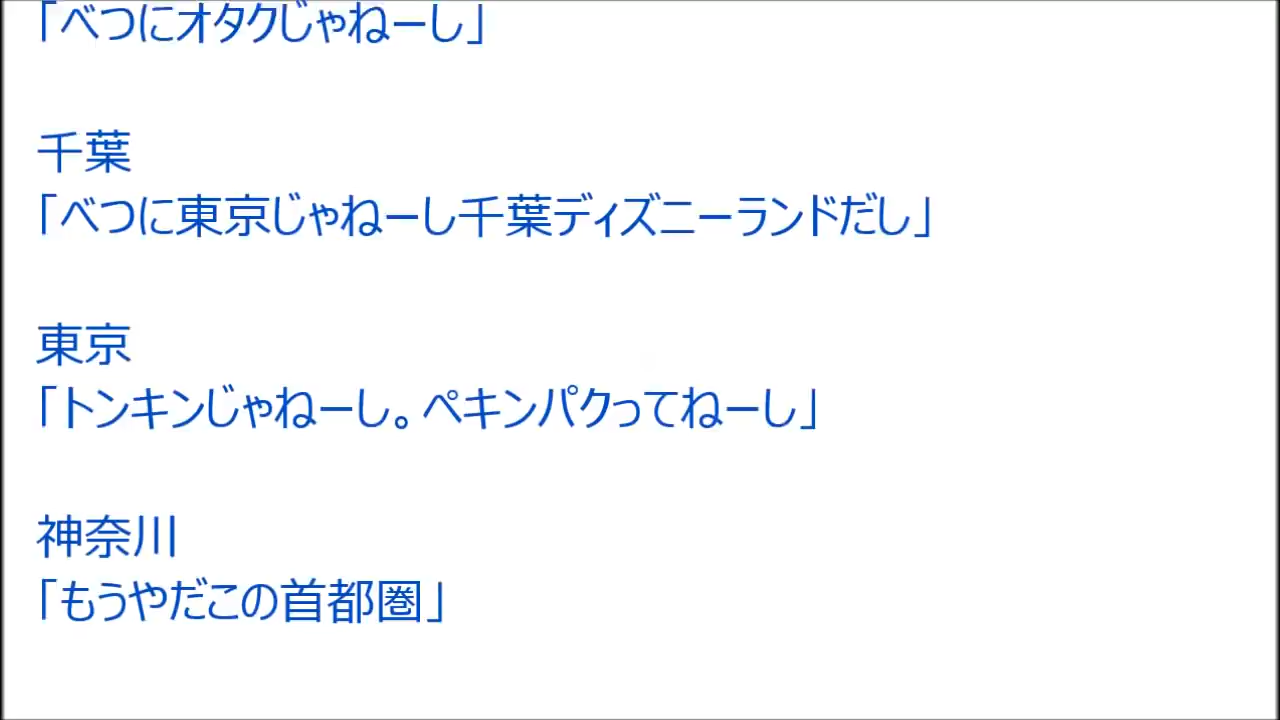 「べつにオタクじゃねーし」
千葉
「べつに東京じゃねーし千葉ディズニーランドだし」
東京
「トンキンじゃねーし。ペキンパクってねーし」
神奈川
「もうやだこの首都圏」